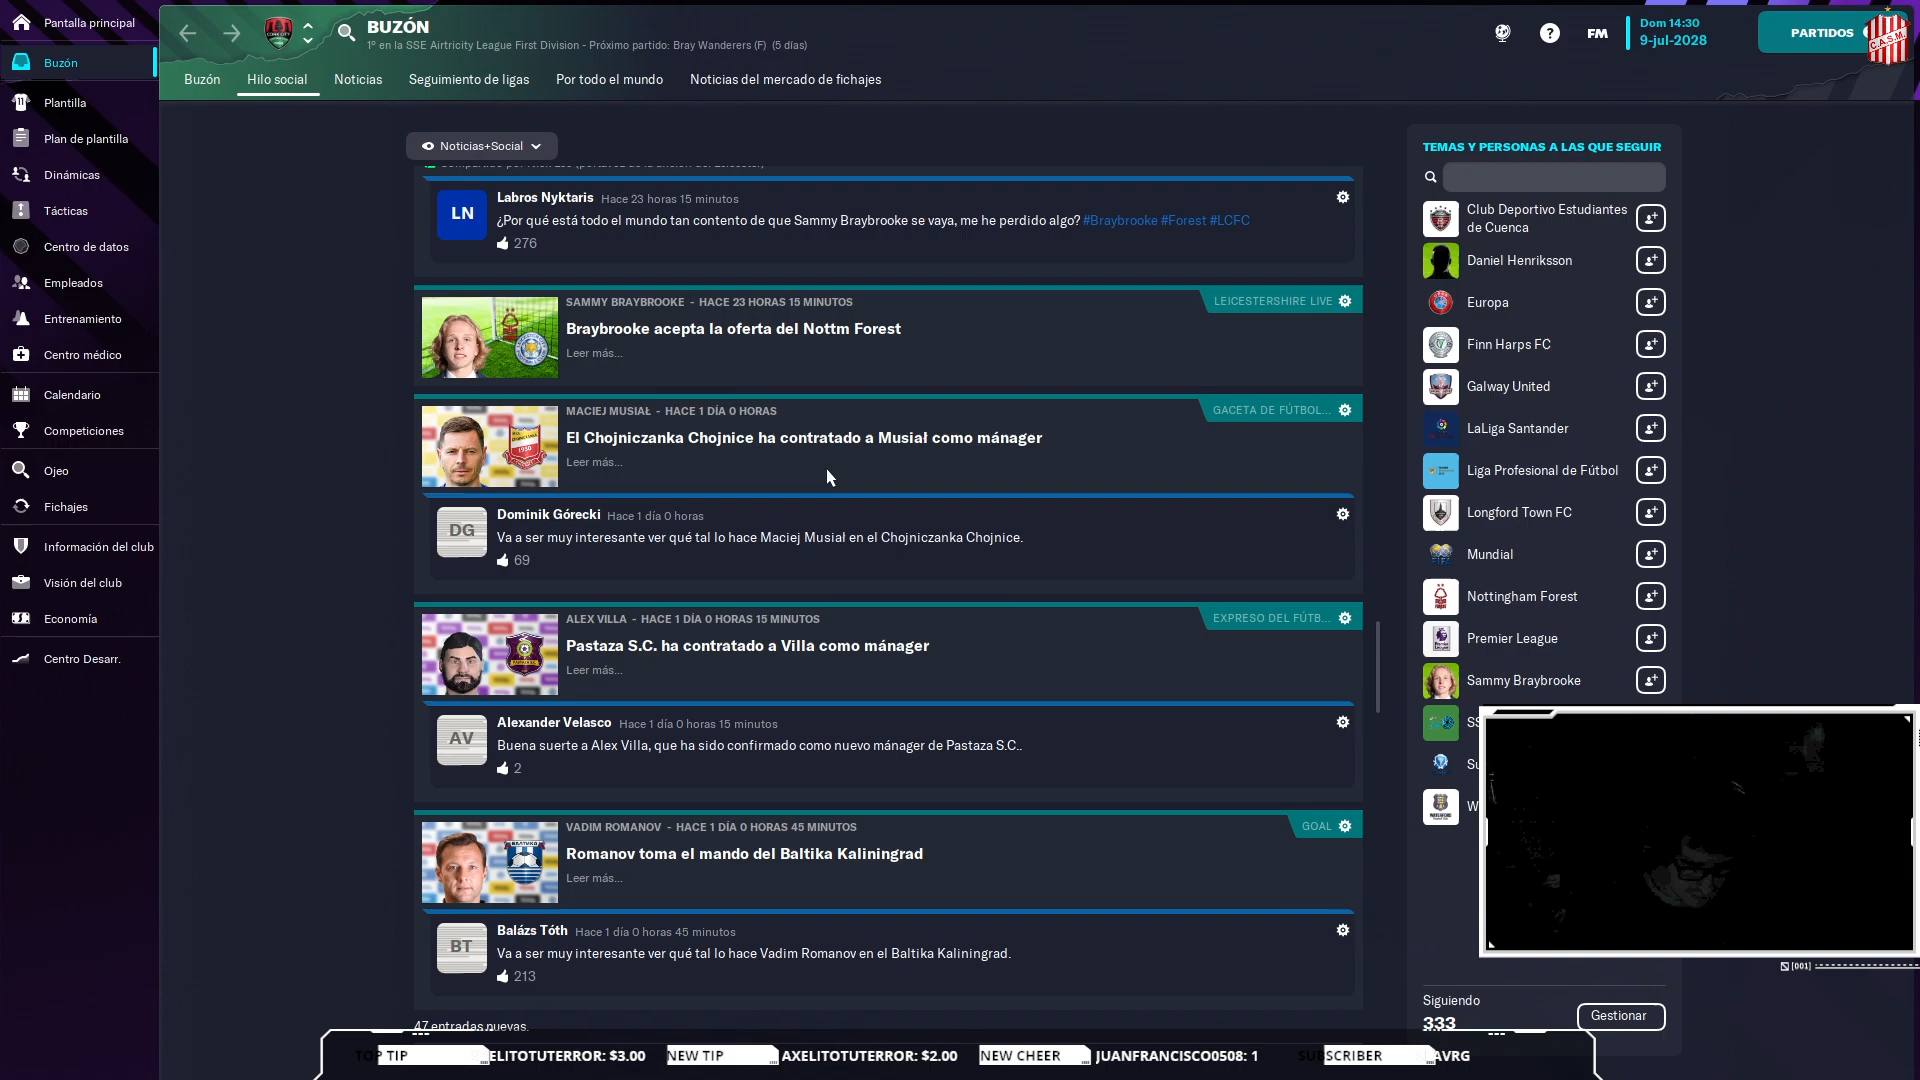 Pantalla principal
Buzón
Plantilla
Plan de plantilla
Dinámicas
Tácticas
Centro de datos
Empleados
Entrenamiento
Centro médico
Calendario
Competiciones
Ojeo
Fichajes
Información del club
Visión del club
Economía
Centro Desarr.
BUZÓN
1º en la SSE Airtricity League First Division - Próximo partido: Bray Wanderers (F) (5 días)
FM
Dom 14:30
9-jul-2028
PARTIDOS
C.A.S.M.
Buzón
Hilo social
Noticias
Seguimiento de ligas
Por todo el mundo
Noticias del mercado de fichajes
Noticias+Social
LN
Labros Nyktaris Hace 23 horas 15 minutos
¿Por qué está todo el mundo tan contento de que Sammy Braybrooke se vaya, me he perdido algo? #Braybrooke #Forest #LCFC
276
SAMMY BRAYBROOKE - HACE 23 HORAS 15 MINUTOS
LEICESTERSHIRE LIVE
Braybrooke acepta la oferta del Nottm Forest
Leer más...
MACIEJ MUSIAŁ - HACE 1 DÍA 0 HORAS
GACETA DE FÚTBOL...
El Chojniczanka Chojnice ha contratado a Musiał como mánager
Leer más...
DG
Dominik Górecki Hace 1 día 0 horas
Va a ser muy interesante ver qué tal lo hace Maciej Musiał en el Chojniczanka Chojnice.
69
ALEX VILLA - HACE 1 DÍA 0 HORAS 15 MINUTOS
EXPRESO DEL FÚTB...
Pastaza S.C. ha contratado a Villa como mánager
Leer más...
AV
Alexander Velasco Hace 1 día 0 horas 15 minutos
Buena suerte a Alex Villa, que ha sido confirmado como nuevo mánager de Pastaza S.C..
2
VADIM ROMANOV - HACE 1 DÍA 0 HORAS 45 MINUTOS
GOAL
Romanov toma el mando del Baltika Kaliningrad
Leer más...
BT
Balázs Tóth Hace 1 día 0 horas 45 minutos
Va a ser muy interesante ver qué tal lo hace Vadim Romanov en el Baltika Kaliningrad.
213
47 entradas nuevas.
TEMAS Y PERSONAS A LAS QUE SEGUIR
Club Deportivo Estudiantes
de Cuenca
Daniel Henriksson
Europa
Finn Harps FC
Galway United
LaLiga Santander
Liga Profesional de Fútbol
Longford Town FC
Mundial
Nottingham Forest
Premier League
Sammy Braybrooke
SS
Su
W
[001]
Siguiendo
333
Gestionar
TOP TIP
ELITOTUTERROR: $3.00
NEW TIP
AXELITOTUTERROR: $2.00
NEW CHEER
JUANFRANCISCO0508: 1
SUBSCRIBER
AVRG